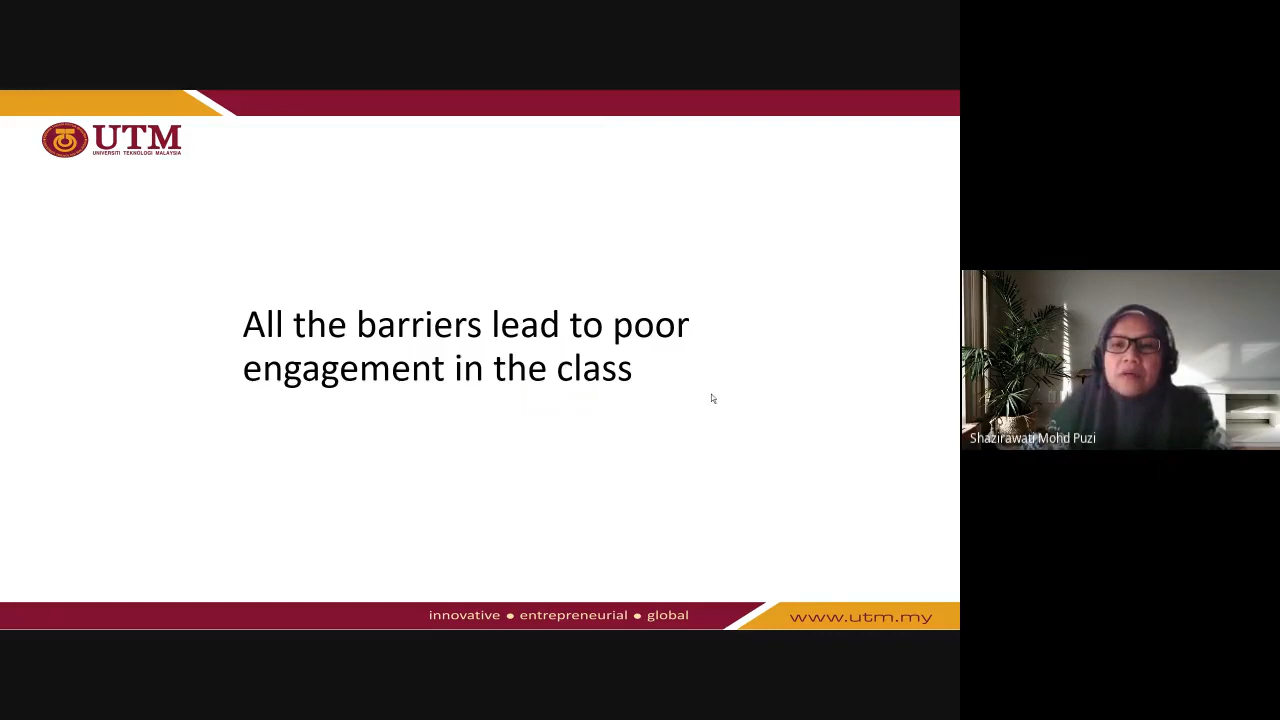 UTM
UNIVERSITI TEKNOLOGI MALAYSIA
All the barriers lead to poor
engagement in the class
Shazirawati Mohd Puzi
innovative ● entrepreneurial ● global
www.utm.my